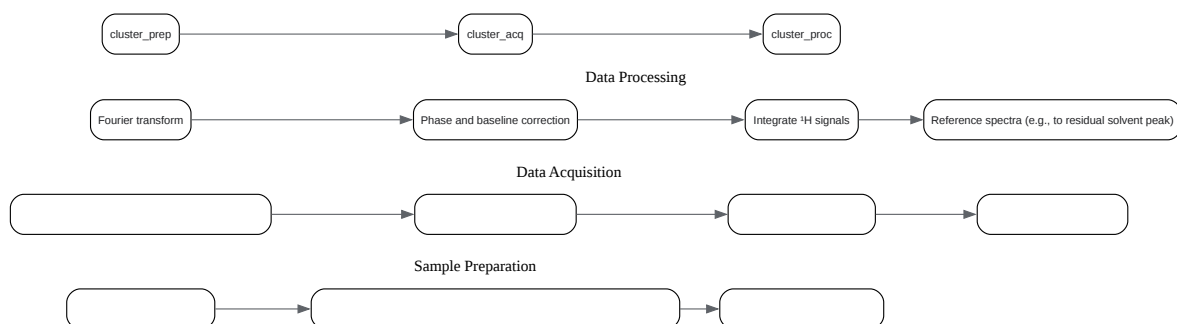 cluster_prep
cluster_acq
cluster_proc
Data Processing
Fourier transform
Phase and baseline correction
Integrate ¹H signals
Reference spectra (e.g., to residual solvent peak)
Data Acquisition
Sample Preparation